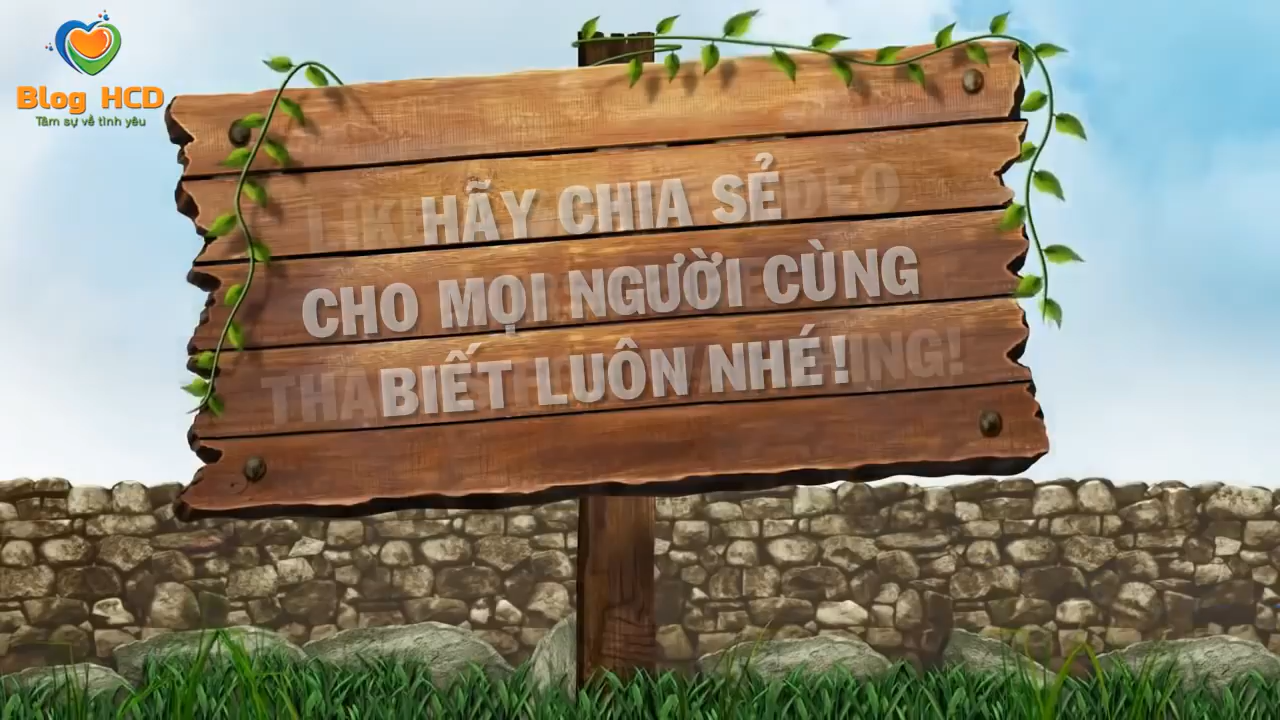 Blog HCD
Tâm sự về tình yêu
HÃY CHIA SẺ
CHO MỌI NGƯỜI CÙNG
BIẾT LUÔN NHÉ!